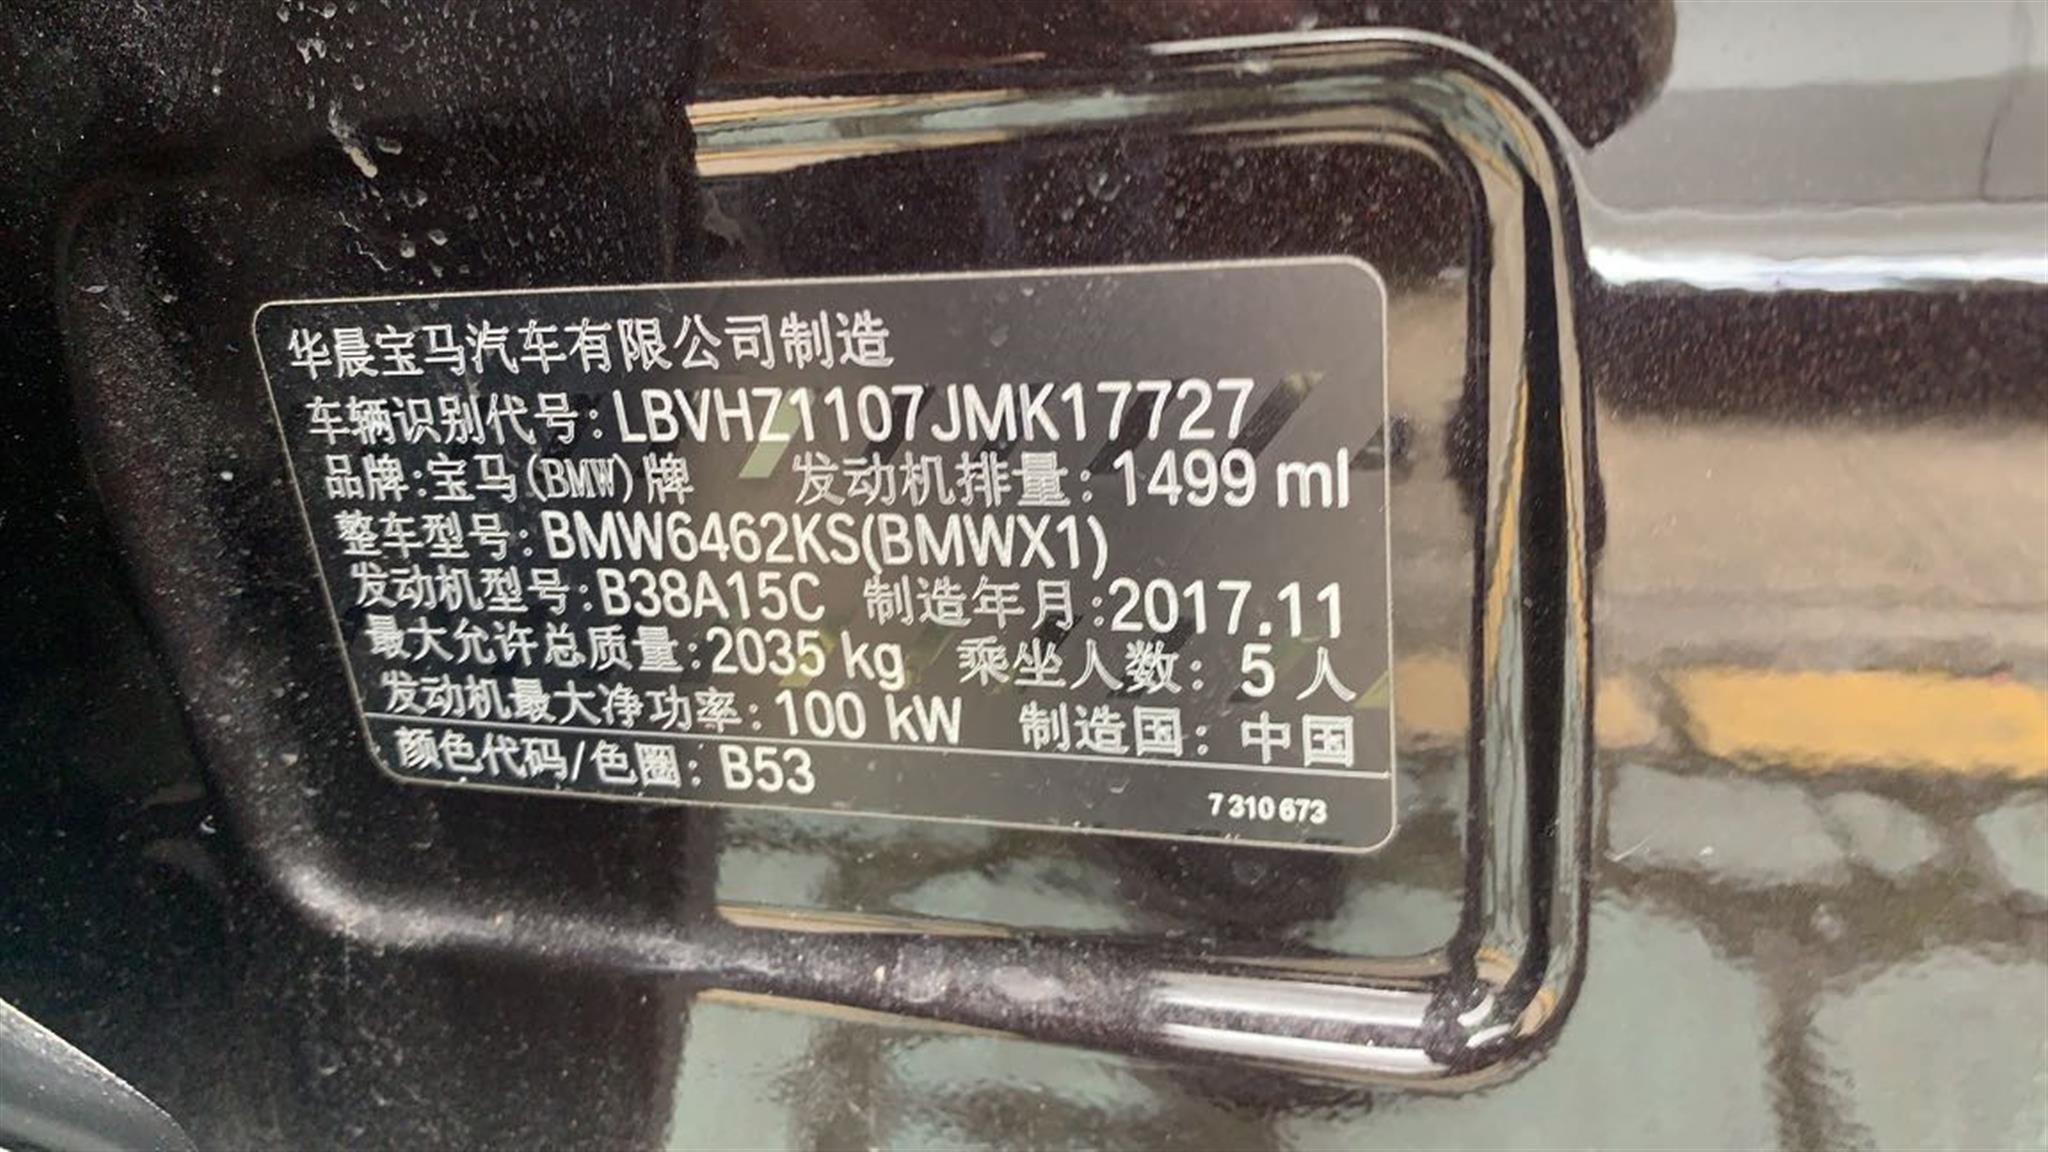 华晨宝马汽车有限公司制造
车辆识别代号:LBVHZ1107JMK17727
品牌:宝马(BMW)牌 发动机排量:1499 ml
整车型号:BMW6462KS(BMWX1)
发动机型号:B38A15C 制造年月:2017.11
最大允许总质量:2035 kg 乘坐人数: 5 人
发动机最大净功率:100 kW 制造国: 中国
颜色代码/色圈: B53
7 310 673